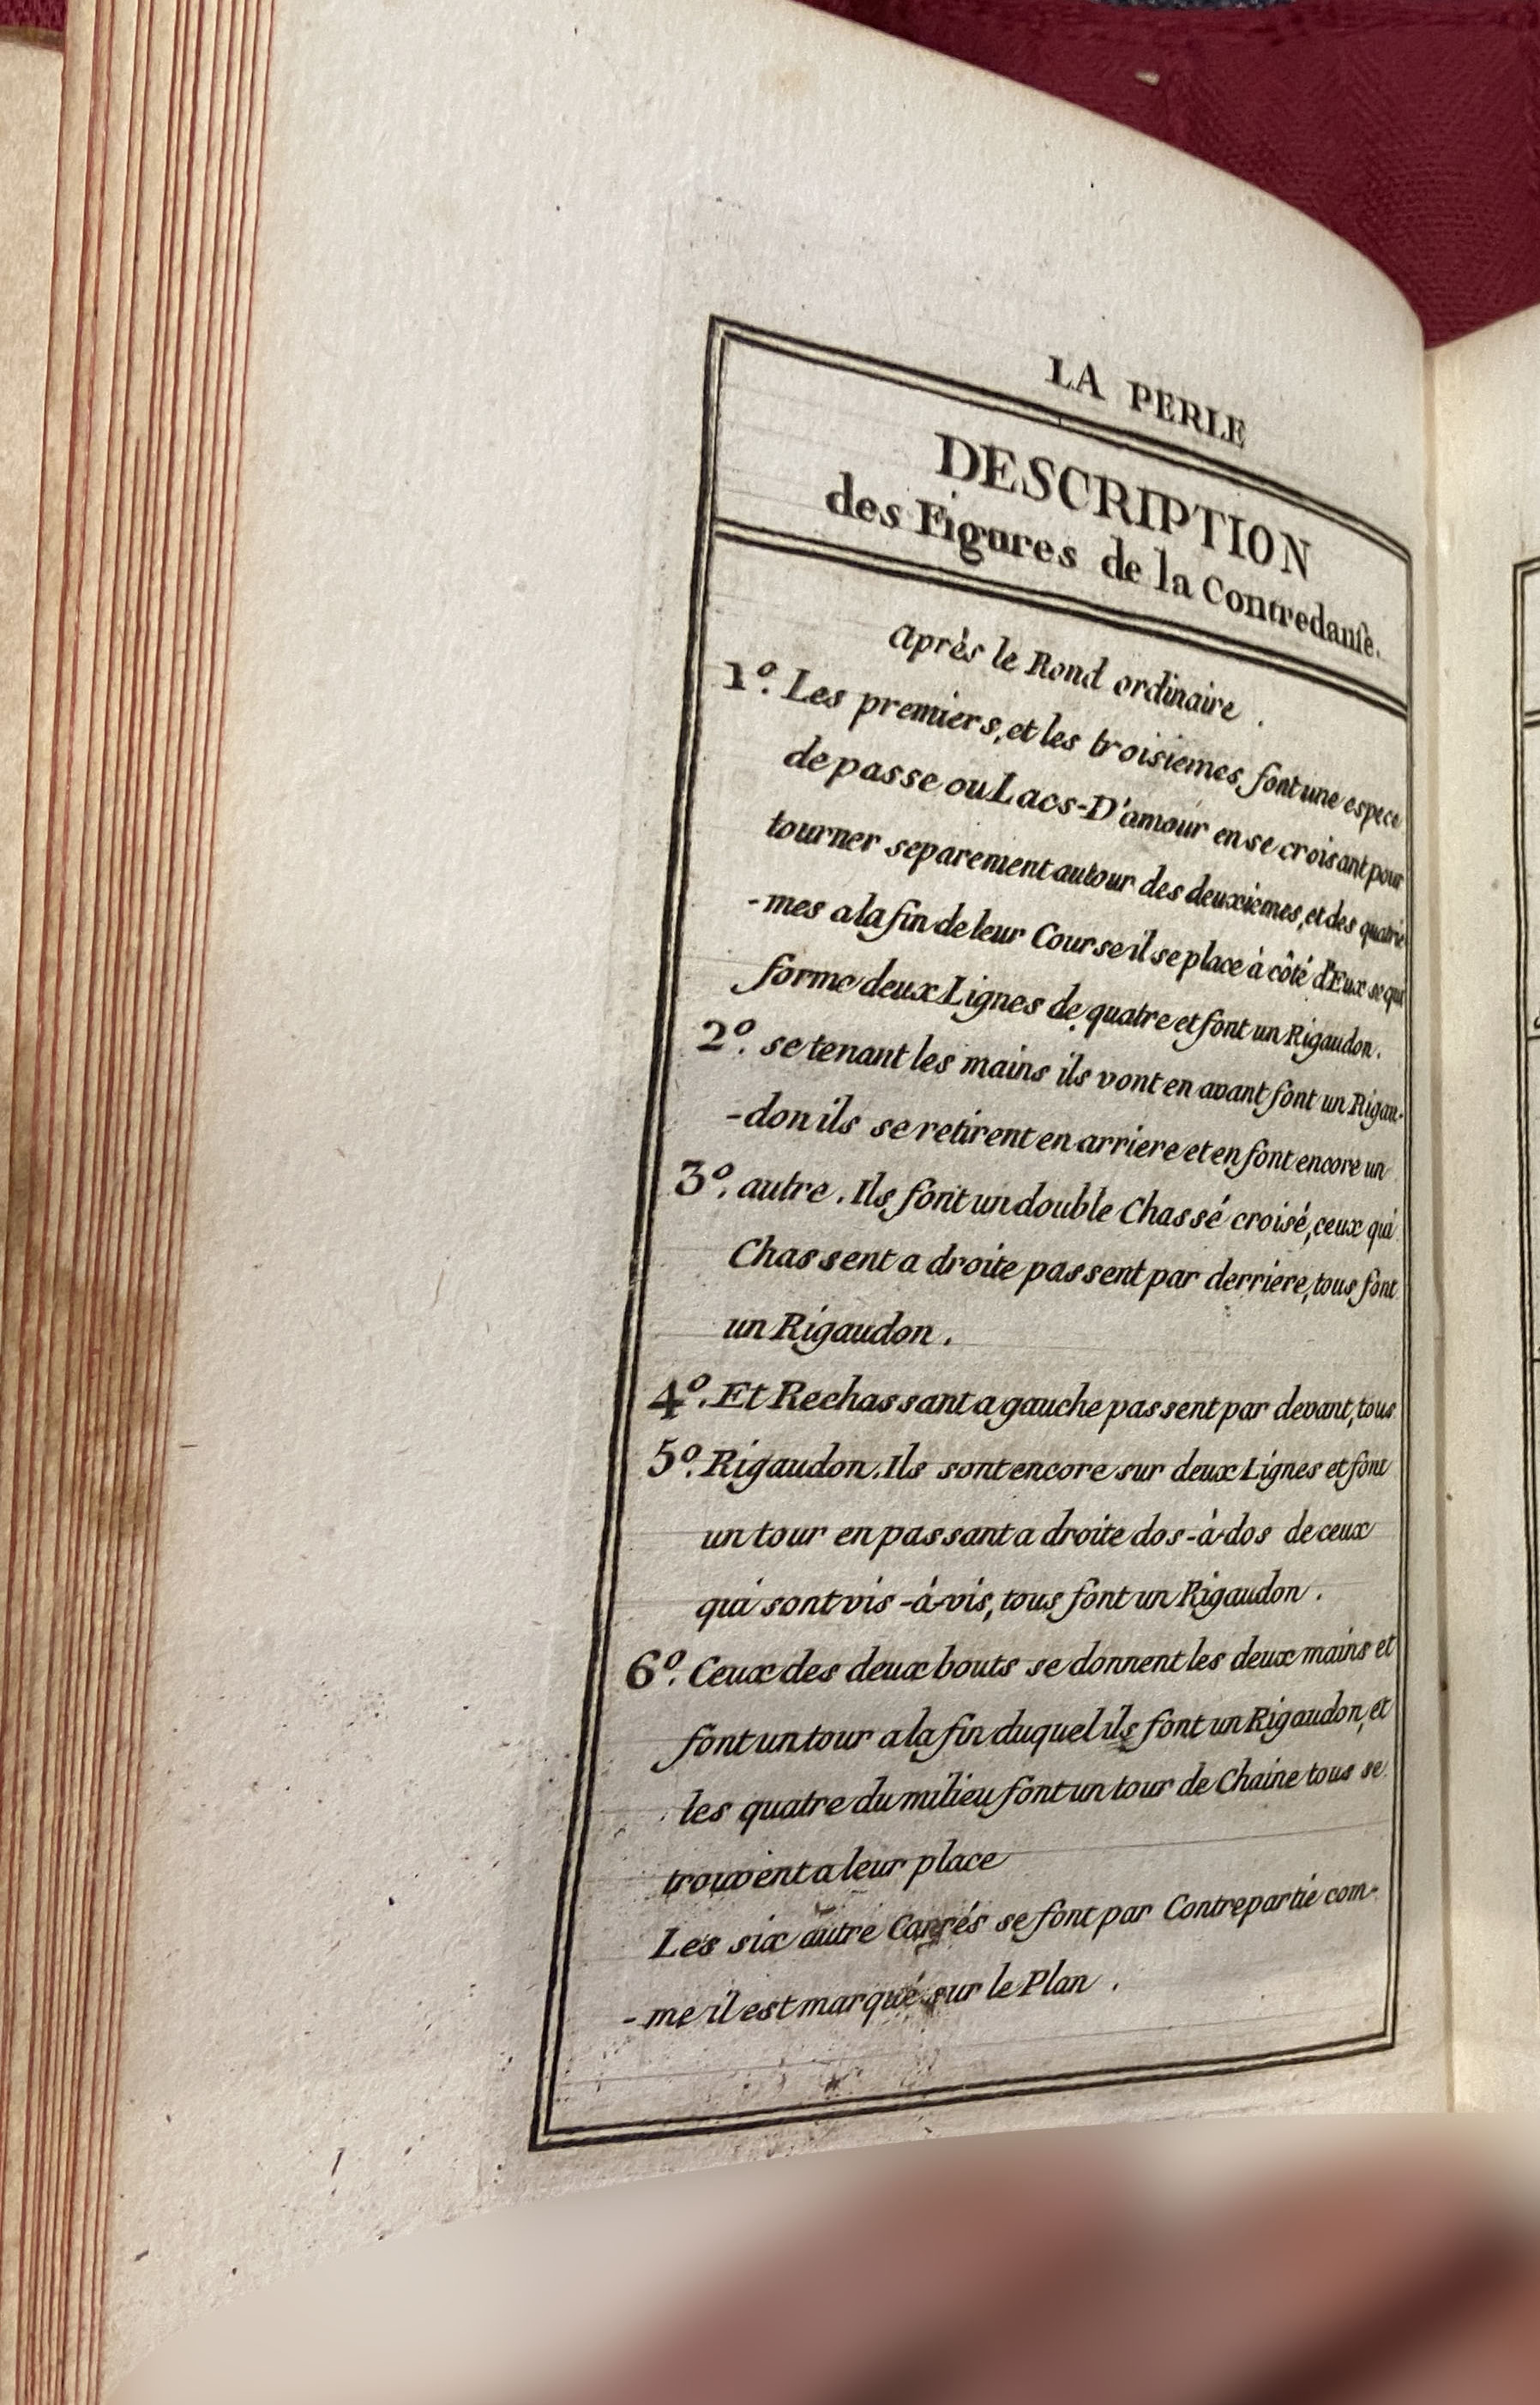 LA PERLE
DESCRIPTION
des Figures de la Contredanſe.
Après le Rond ordinaire.
1º. Les premiers, et les troisiemes, font une espece
de passe ou Lacs-D'amour en se croisant pour
tourner separement autour des deuxiemes, et des quatrie
-mes a la fin de leur Course il se place à côté d'Eux se qui
forme deux Lignes de quatre et font un Rigaudon.
2º. se tenant les mains ils vont en avant font un Rigau-
-don ils se retirent en arriere et en font encore un
3º. autre. Ils font un double Chassé croisé, ceux qui
Chassent a droite passent par derriere, tous font
un Rigaudon.
4º. Et Rechassant a gauche passent par devant, tous
5º. Rigaudon. Ils sont encore sur deux Lignes et font
un tour en passant a droite dos-à-dos de ceux
qui sont vis-à-vis, tous font un Rigaudon.
6º. Ceux des deux bouts se donnent les deux mains et
font un tour a la fin duquel ils font un Rigaudon, et
les quatre du milieu font un tour de Chaine tous se
trouvent a leur place
Les six autre Carrés se font par Contrepartie com-
-me il est marqué sur le Plan.